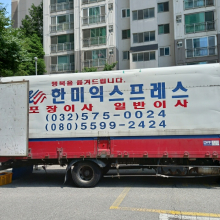 행복을 옮겨드립니다.
한미익스프레스
포장이사 일반이사
(032)575-0024
(080)5599-2424